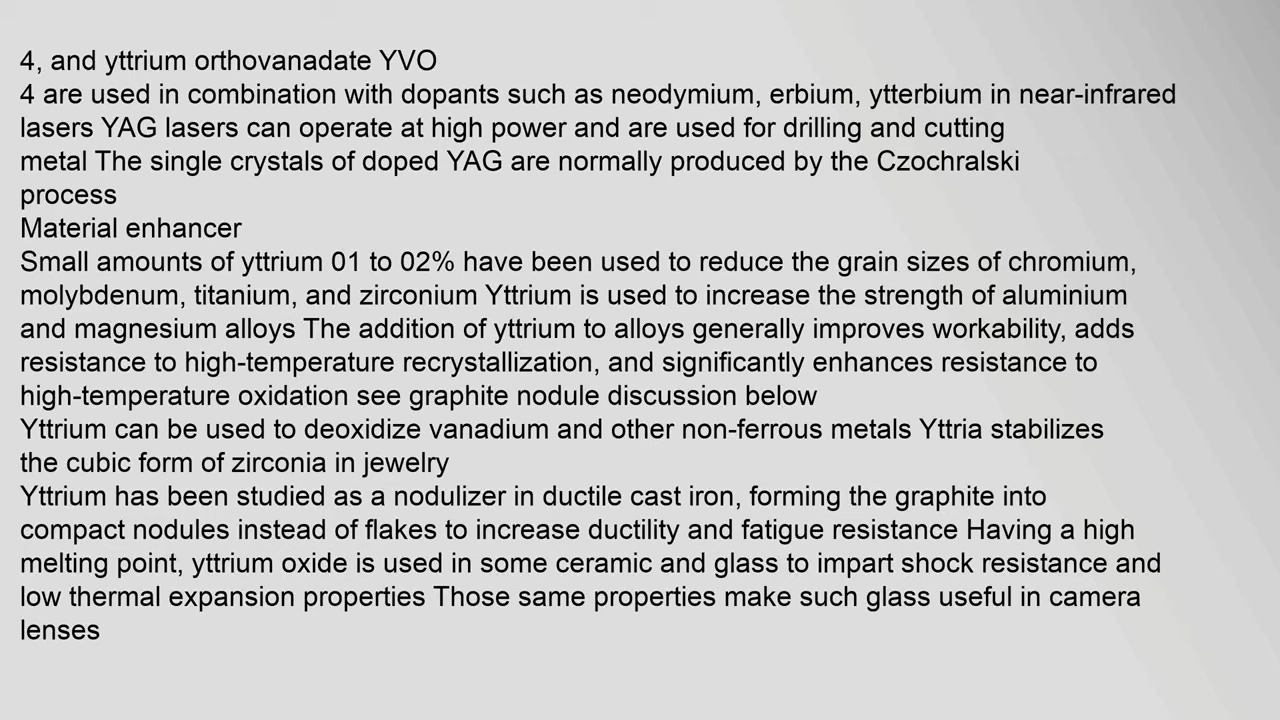 4, and yttrium orthovanadate YVO
4 are used in combination with dopants such as neodymium, erbium, ytterbium in near-infrared
lasers YAG lasers can operate at high power and are used for drilling and cutting
metal The single crystals of doped YAG are normally produced by the Czochralski
process
Material enhancer
Small amounts of yttrium 01 to 02% have been used to reduce the grain sizes of chromium,
molybdenum, titanium, and zirconium Yttrium is used to increase the strength of aluminium
and magnesium alloys The addition of yttrium to alloys generally improves workability, adds
resistance to high-temperature recrystallization, and significantly enhances resistance to
high-temperature oxidation see graphite nodule discussion below
Yttrium can be used to deoxidize vanadium and other non-ferrous metals Yttria stabilizes
the cubic form of zirconia in jewelry
Yttrium has been studied as a nodulizer in ductile cast iron, forming the graphite into
compact nodules instead of flakes to increase ductility and fatigue resistance Having a high
melting point, yttrium oxide is used in some ceramic and glass to impart shock resistance and
low thermal expansion properties Those same properties make such glass useful in camera
lenses